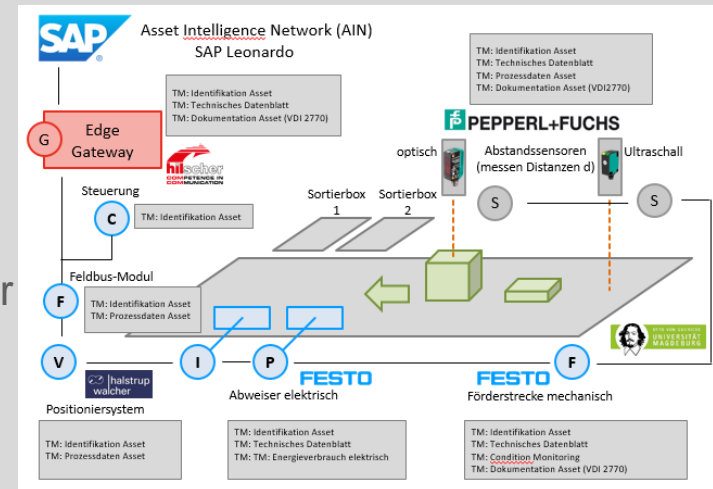 SAP
Asset Intelligence Network (AIN)
SAP Leonardo
TM: Identifikation Asset
TM: Technisches Datenblatt
TM: Prozessdaten Asset
TM: Dokumentation Asset (VDI2770)
TM: Identifikation Asset
TM: Technisches Datenblatt
TM: Dokumentation Asset (VDI 2770)
G
Edge
Gateway
hilscher
COMPETENCE IN
COMMUNICATION
PEPPERL+FUCHS
optisch
Abstandssensoren
(messen Distanzen d)
Ultraschall
S
S
Steuerung
C
TM: Identifikation Asset
Sortierbox
1
Sortierbox
2
r
Feldbus-Modul
F
TM: Identifikation Asset
TM: Prozessdaten Asset
OTTO VON GUERICKE
UNIVERSITÄT
MAGDEBURG
V
I
P
F
halstrup
walcher
FESTO
FESTO
Positioniersystem
Abweiser elektrisch
Förderstrecke mechanisch
TM: Identifikation Asset
TM: Prozessdaten Asset
TM: Identifikation Asset
TM: Technisches Datenblatt
TM: TM: Energieverbrauch elektrisch
TM: Identifikation Asset
TM: Technisches Datenblatt
TM: Condition Monitoring
TM: Dokumentation Asset (VDI 2770)